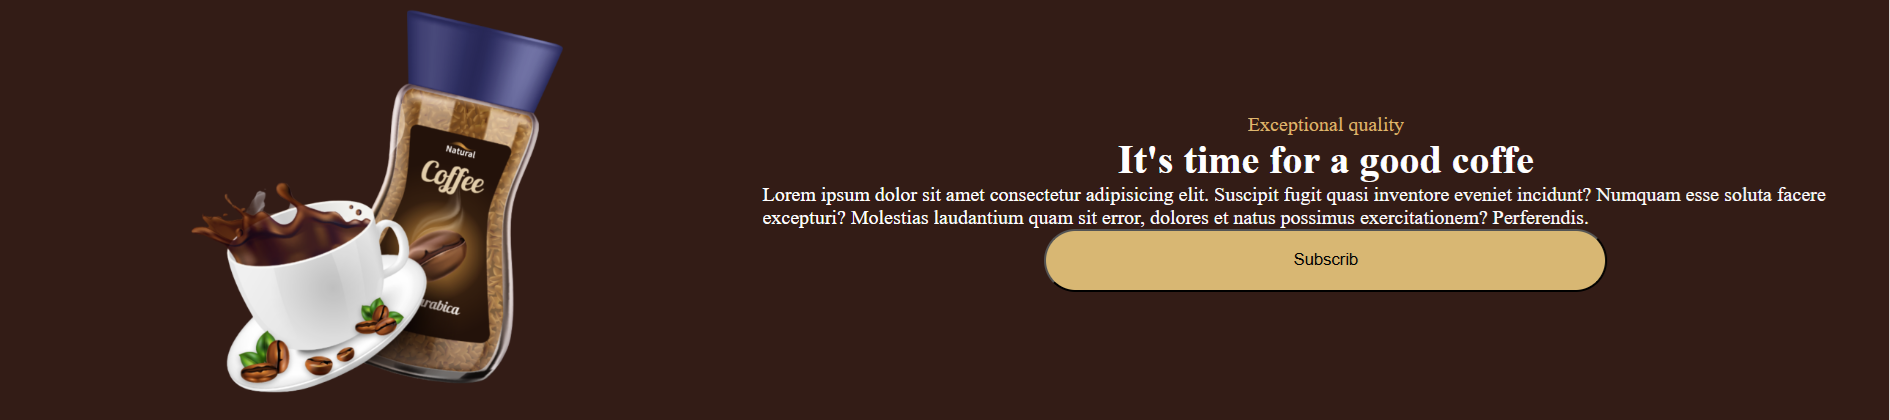 Natural
Coffee
arabica
Exceptional quality
It's time for a good coffe
Lorem ipsum dolor sit amet consectetur adipisicing elit. Suscipit fugit quasi inventore eveniet incidunt? Numquam esse soluta facere
excepturi? Molestias laudantium quam sit error, dolores et natus possimus exercitationem? Perferendis.
Subscrib